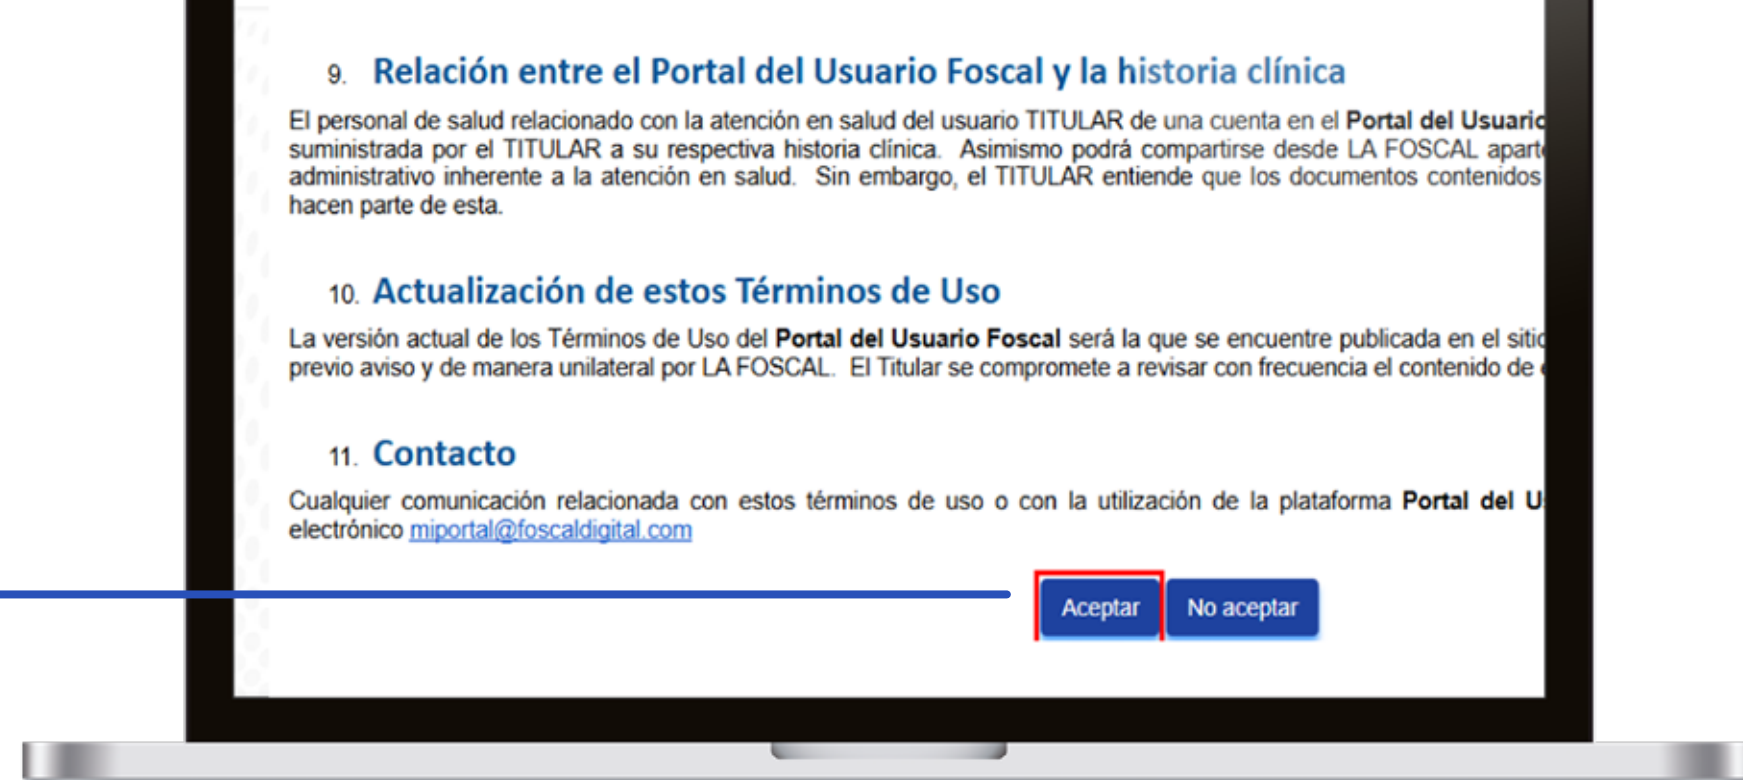 9. Relación entre el Portal del Usuario Foscal y la historia clínica
El personal de salud relacionado con la atención en salud del usuario TITULAR de una cuenta en el Portal del Usuario
suministrada por el TITULAR a su respectiva historia clínica. Asimismo podrá compartirse desde LA FOSCAL aparte
administrativo inherente a la atención en salud. Sin embargo, el TITULAR entiende que los documentos contenidos
hacen parte de esta.
10. Actualización de estos Términos de Uso
La versión actual de los Términos de Uso del Portal del Usuario Foscal será la que se encuentre publicada en el sitio
previo aviso y de manera unilateral por LA FOSCAL. El Titular se compromete a revisar con frecuencia el contenido de
11. Contacto
Cualquier comunicación relacionada con estos términos de uso o con la utilización de la plataforma Portal del U
electrónico miportal@foscaldigital.com
Aceptar No aceptar